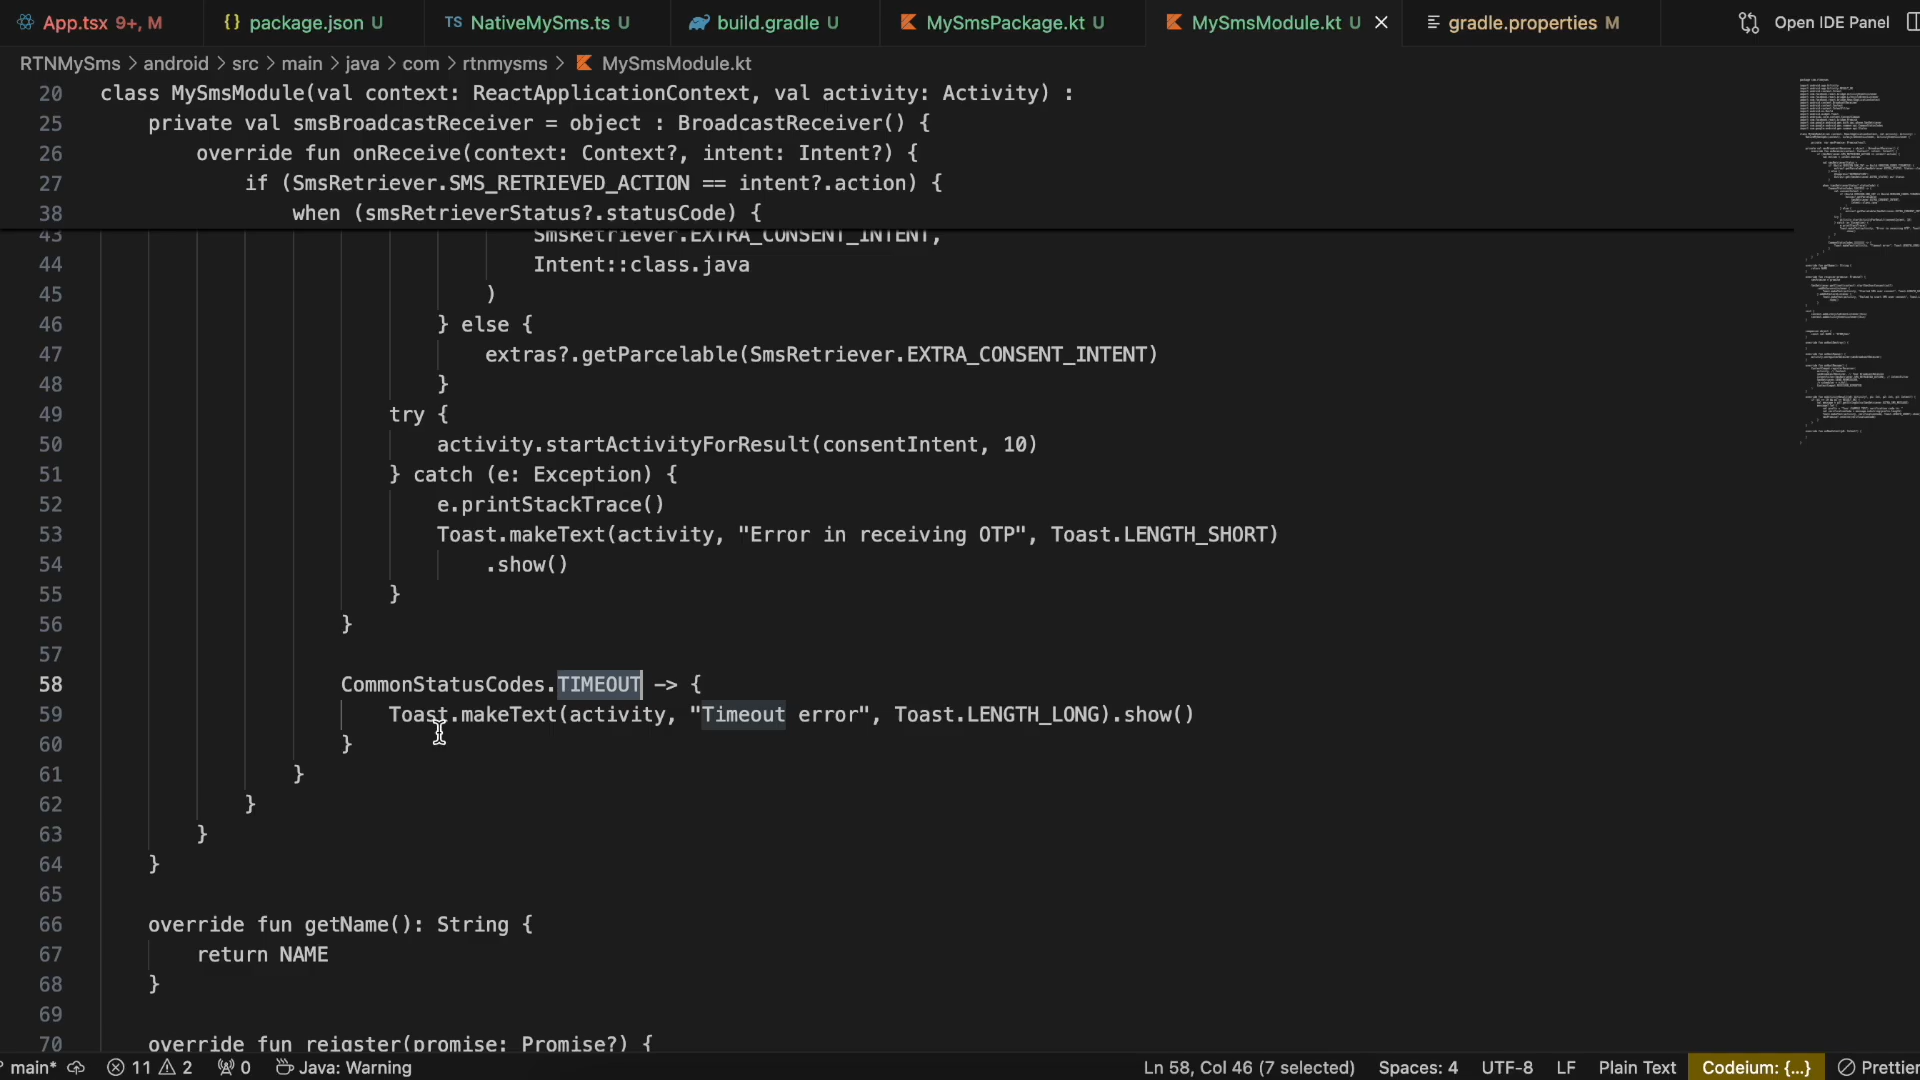 App.tsx 9+, M {} package.json U TS NativeMySms.ts U build.gradle U MySmsPackage.kt U MySmsModule.kt U gradle.properties M Open IDE Panel
RTNMySms > android > src > main > java > com > rtnmysms > MySmsModule.kt
20 class MySmsModule(val context: ReactApplicationContext, val activity: Activity) :
25 private val smsBroadcastReceiver = object : BroadcastReceiver() {
26 override fun onReceive(context: Context?, intent: Intent?) {
27 if (SmsRetriever.SMS_RETRIEVED_ACTION == intent?.action) {
38 when (smsRetrieverStatus?.statusCode) {
43 SmsRetriever.EXTRA_CONSENT_INTENT,
44 Intent::class.java
45 )
46 } else {
47 extras?.getParcelable(SmsRetriever.EXTRA_CONSENT_INTENT)
48 }
49 try {
50 activity.startActivityForResult(consentIntent, 10)
51 } catch (e: Exception) {
52 e.printStackTrace()
53 Toast.makeText(activity, "Error in receiving OTP", Toast.LENGTH_SHORT)
54 .show()
55 }
56 }
57
58 CommonStatusCodes.TIMEOUT -> {
59 Toast.makeText(activity, "Timeout error", Toast.LENGTH_LONG).show()
60 }
61 }
62 }
63 }
64 }
65
66 override fun getName(): String {
67 return NAME
68 }
69
70 override fun reigster(promise: Promise?) {
main* 11 2 0 Java: Warning Ln 58, Col 46 (7 selected) Spaces: 4 UTF-8 LF Plain Text Codeium: {...} Prettier